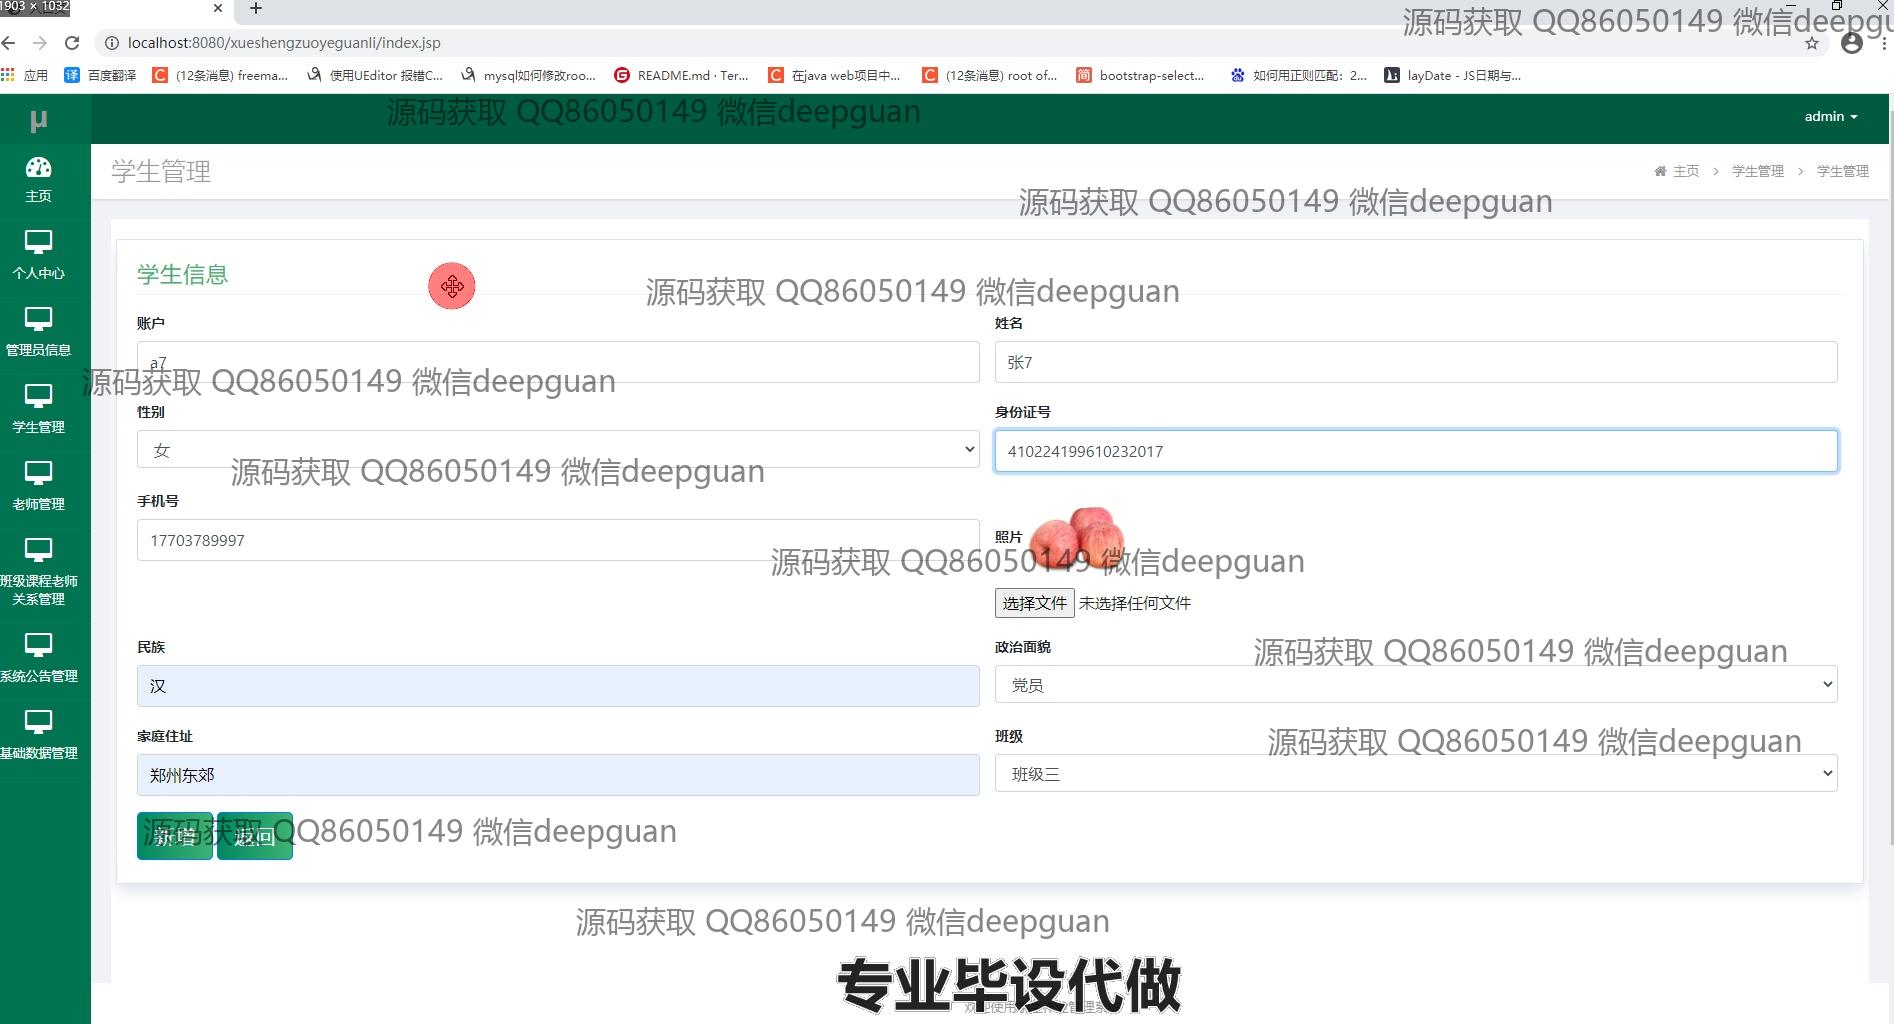 1903 × 1032
源码获取 QQ86050149 微信deepgu
localhost:8080/xueshengzuoyeguanli/index.jsp
应用 百度翻译 (12条消息) freema... 使用UEditor 报错C... mysql如何修改roo... README.md · Ter... 在java web项目中... (12条消息) root of... bootstrap-select... 如何用正则匹配：2... layDate - JS日期与...
源码获取 QQ86050149 微信deepguan
μ
admin
主页
学生管理
主页 > 学生管理 > 学生管理
源码获取 QQ86050149 微信deepguan
个人中心
学生信息
源码获取 QQ86050149 微信deepguan
管理员信息
账户
姓名
a7
张7
源码获取 QQ86050149 微信deepguan
学生管理
性别
身份证号
女
410224199610232017
源码获取 QQ86050149 微信deepguan
老师管理
手机号
17703789997
照片
源码获取 QQ86050149 微信deepguan
班级课程老师
关系管理
选择文件 未选择任何文件
民族
政治面貌
源码获取 QQ86050149 微信deepguan
系统公告管理
汉
党员
家庭住址
班级
源码获取 QQ86050149 微信deepguan
基础数据管理
郑州东郊
班级三
新增 返回
源码获取 QQ86050149 微信deepguan
源码获取 QQ86050149 微信deepguan
专业毕设代做